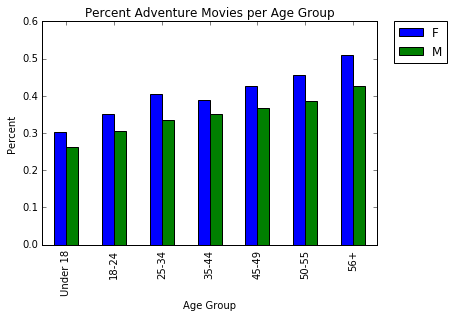 Percent Adventure Movies per Age Group
F
M
0.6
0.5
0.4
0.3
0.2
0.1
0.0
Percent
Under 18
18-24
25-34
35-44
45-49
50-55
56+
Age Group